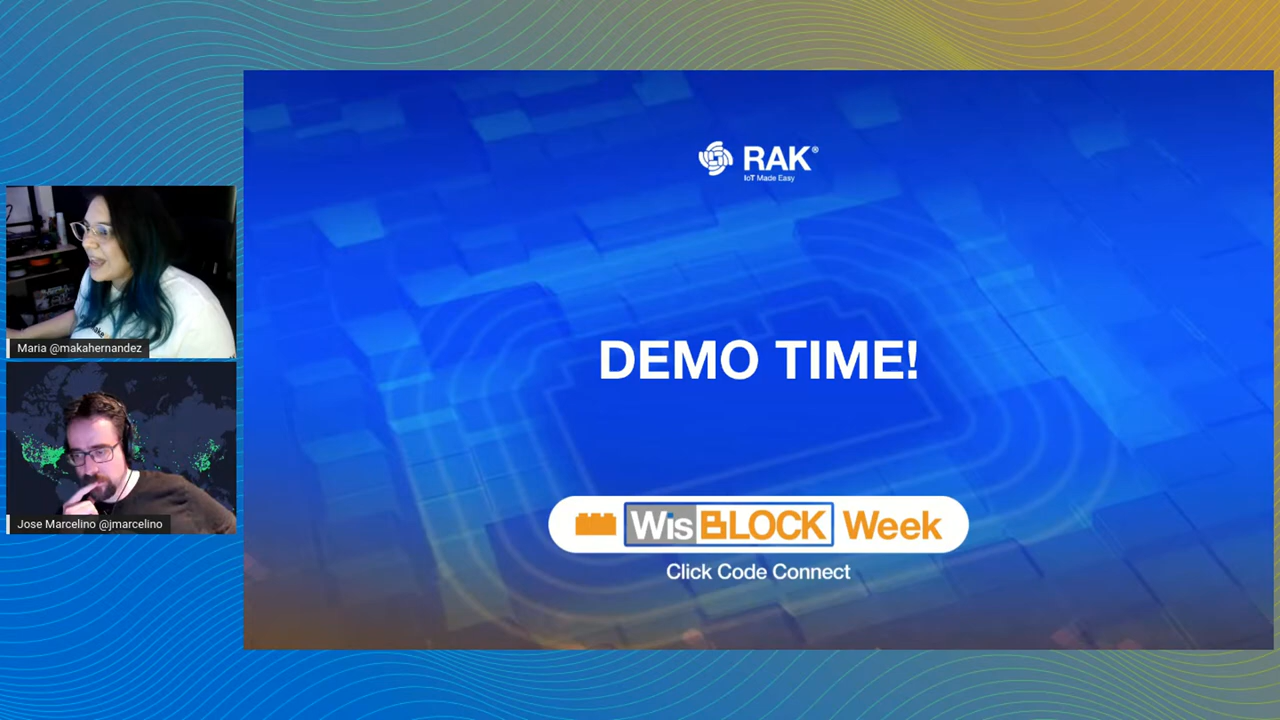 RAK®
IoT Made Easy
DEMO TIME!
WisBLOCK Week
Click Code Connect
Maria @makahernandez
Jose Marcelino @jmarcelino